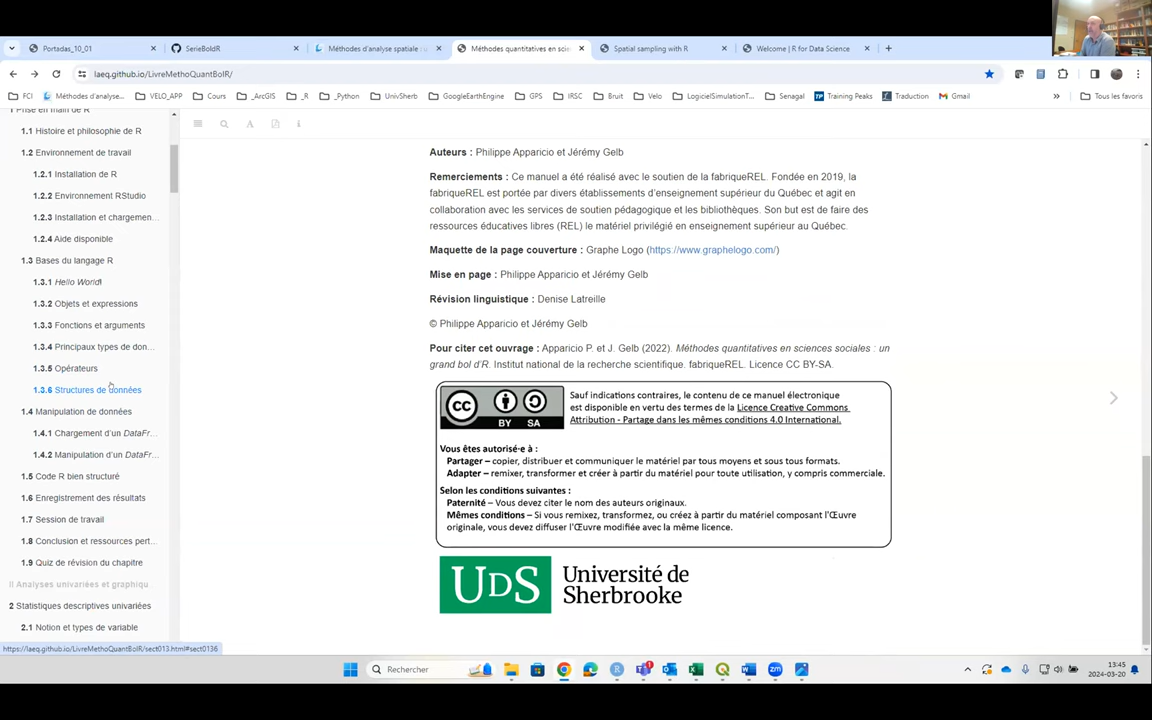 Portadas_10_01
SerieBoldR
Méthodes d'analyse spatiale : u
Méthodes quantitatives en scie
Spatial sampling with R
Welcome | R for Data Science
laeq.github.io/LivreMethoQuantBolR/
FCI
Méthodes d'analyse...
VELO_APP
Cours
_ArcGIS
_R
_Python
UnivSherb
GoogleEarthEngine
GPS
IRSC
Bruit
Velo
LogicielSimulationT...
Senagal
Training Peaks
Traduction
Gmail
Tous les favoris
1 Prise en main de R
1.1 Histoire et philosophie de R
1.2 Environnement de travail
1.2.1 Installation de R
1.2.2 Environnement RStudio
1.2.3 Installation et chargemen...
1.2.4 Aide disponible
1.3 Bases du langage R
1.3.1 Hello World!
1.3.2 Objets et expressions
1.3.3 Fonctions et arguments
1.3.4 Principaux types de don...
1.3.5 Opérateurs
1.3.6 Structures de données
1.4 Manipulation de données
1.4.1 Chargement d'un DataFr...
1.4.2 Manipulation d'un DataFr...
1.5 Code R bien structuré
1.6 Enregistrement des résultats
1.7 Session de travail
1.8 Conclusion et ressources pert...
1.9 Quiz de révision du chapitre
II Analyses univariées et graphiqu
2 Statistiques descriptives univariées
2.1 Notion et types de variable
https://laeq.github.io/LivreMethoQuantBolR/sect013.html#sect0136
Auteurs : Philippe Apparicio et Jérémy Gelb
Remerciements : Ce manuel a été réalisé avec le soutien de la fabriqueREL. Fondée en 2019, la
fabriqueREL est portée par divers établissements d'enseignement supérieur du Québec et agit en
collaboration avec les services de soutien pédagogique et les bibliothèques. Son but est de faire des
ressources éducatives libres (REL) le matériel privilégié en enseignement supérieur au Québec.
Maquette de la page couverture : Graphe Logo (https://www.graphelogo.com/)
Mise en page : Philippe Apparicio et Jérémy Gelb
Révision linguistique : Denise Latreille
© Philippe Apparicio et Jérémy Gelb
Pour citer cet ouvrage : Apparicio P. et J. Gelb (2022). Méthodes quantitatives en sciences sociales : un
grand bol d'R. Institut national de la recherche scientifique. fabriqueREL. Licence CC BY-SA.
cc
BY SA
Sauf indications contraires, le contenu de ce manuel électronique
est disponible en vertu des termes de la Licence Creative Commons
Attribution - Partage dans les mêmes conditions 4.0 International.
Vous êtes autorisé·e à :
Partager – copier, distribuer et communiquer le matériel par tous moyens et sous tous formats.
Adapter – remixer, transformer et créer à partir du matériel pour toute utilisation, y compris commerciale.
Selon les conditions suivantes :
Paternité – Vous devez citer le nom des auteurs originaux.
Mêmes conditions – Si vous remixez, transformez, ou créez à partir du matériel composant l'Œuvre
originale, vous devez diffuser l'Œuvre modifiée avec la même licence.
UDS Université de
Sherbrooke
Rechercher
13:45
2024-03-20